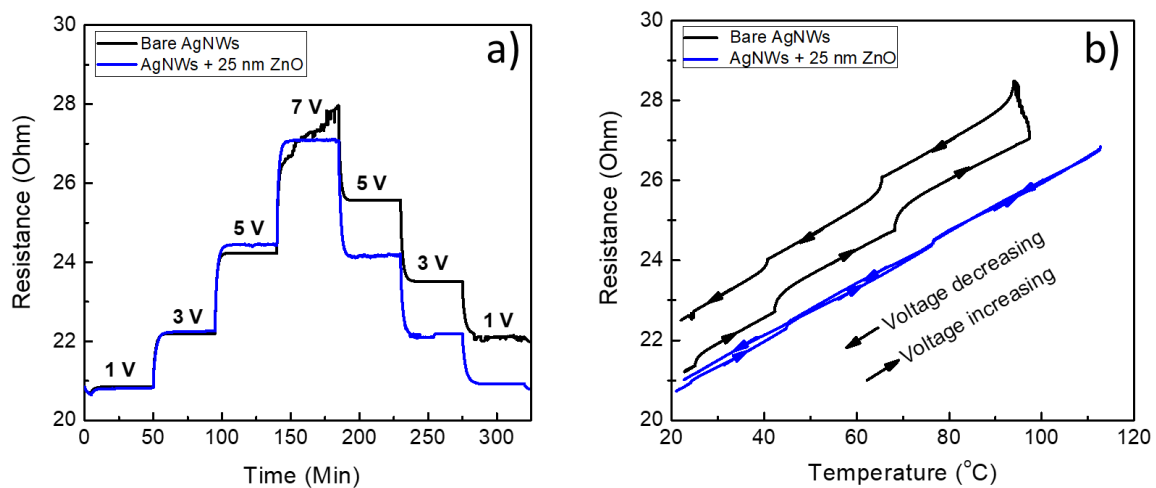 a)
Bare AgNWs
AgNWs + 25 nm ZnO
1 V
3 V
5 V
7 V
5 V
3 V
1 V
Resistance (Ohm)
30
28
26
24
22
20
0
50
100
150
200
250
300
Time (Min)
b)
Bare AgNWs
AgNWs + 25 nm ZnO
Voltage decreasing
Voltage increasing
Resistance (Ohm)
30
28
26
24
22
20
20
40
60
80
100
120
Temperature (°C)